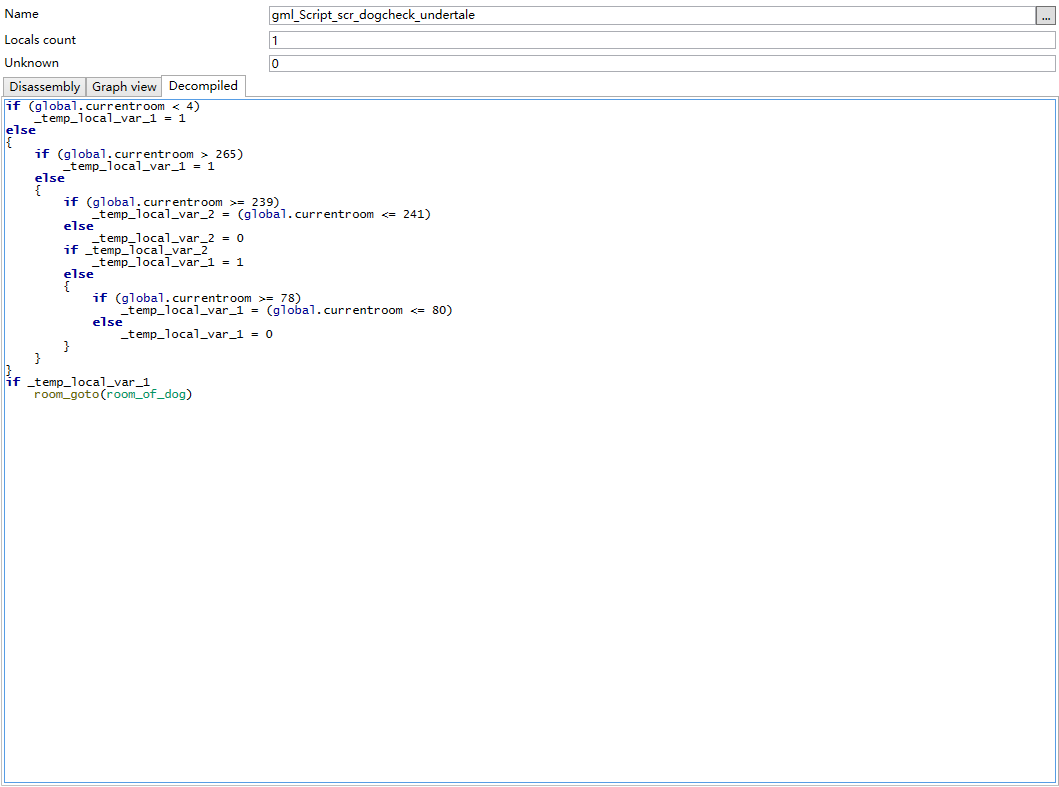 Name gml_Script_scr_dogcheck_undertale ...
Locals count 1
Unknown 0
Disassembly Graph view Decompiled
if (global.currentroom < 4)
    _temp_local_var_1 = 1
else
{
    if (global.currentroom > 265)
        _temp_local_var_1 = 1
    else
    {
        if (global.currentroom >= 239)
            _temp_local_var_2 = (global.currentroom <= 241)
        else
            _temp_local_var_2 = 0
        if _temp_local_var_2
            _temp_local_var_1 = 1
        else
        {
            if (global.currentroom >= 78)
                _temp_local_var_1 = (global.currentroom <= 80)
            else
                _temp_local_var_1 = 0
        }
    }
}
if _temp_local_var_1
    room_goto(room_of_dog)